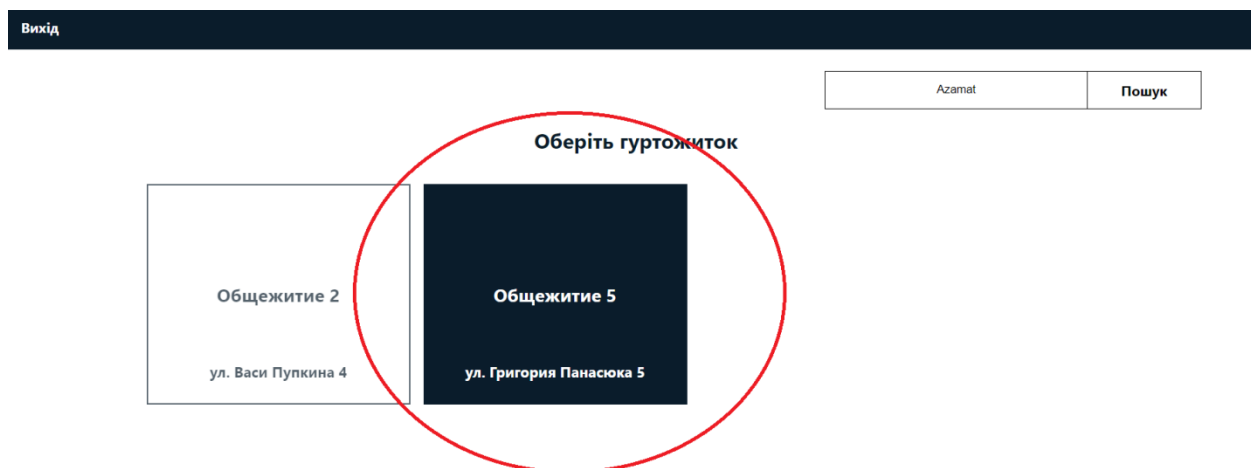 Вихід
Azamat
Пошук
Оберіть гуртожиток
Общежитие 2
ул. Васи Пупкина 4
Общежитие 5
ул. Григория Панасюка 5